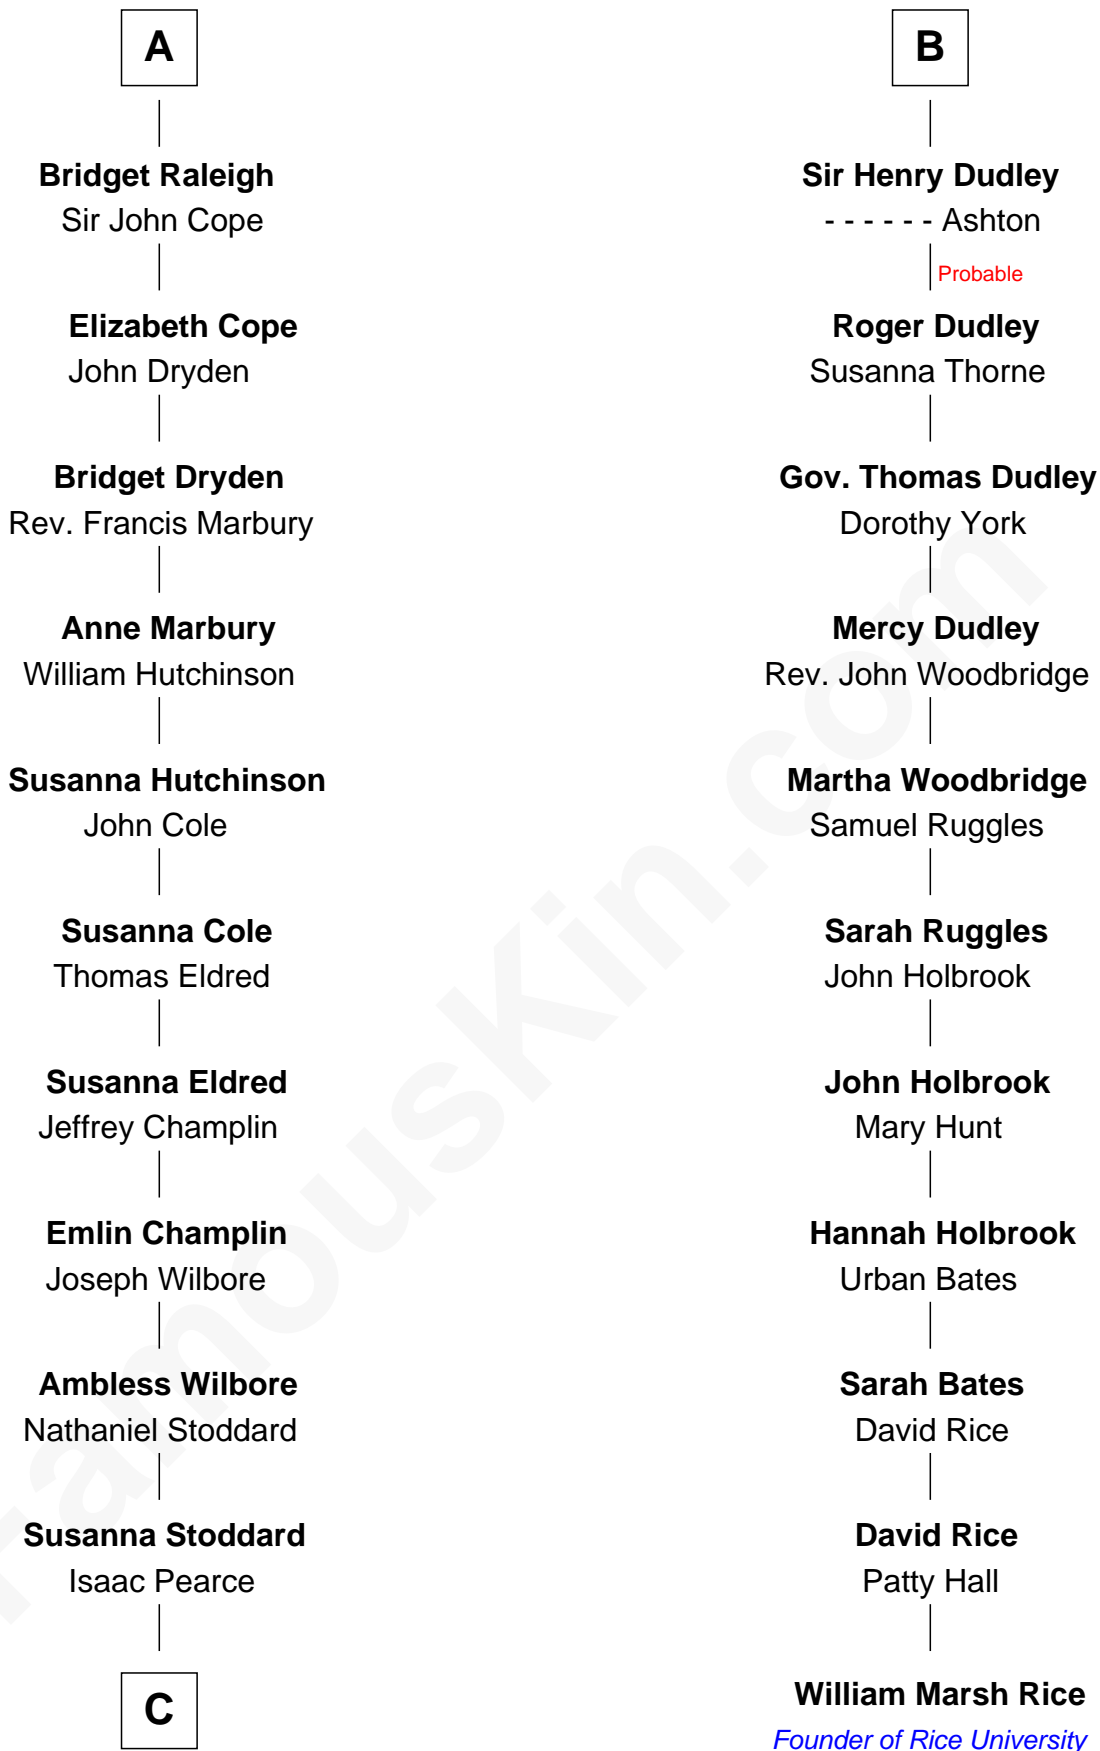 A
Bridget Raleigh
Sir John Cope
Elizabeth Cope
John Dryden
Bridget Dryden
Rev. Francis Marbury
Anne Marbury
William Hutchinson
Susanna Hutchinson
John Cole
Susanna Cole
Thomas Eldred
Susanna Eldred
Jeffrey Champlin
Emlin Champlin
Joseph Wilbore
Ambless Wilbore
Nathaniel Stoddard
Susanna Stoddard
Isaac Pearce
C
B
Sir Henry Dudley
- - - - - - Ashton
Probable
Roger Dudley
Susanna Thorne
Gov. Thomas Dudley
Dorothy York
Mercy Dudley
Rev. John Woodbridge
Martha Woodbridge
Samuel Ruggles
Sarah Ruggles
John Holbrook
John Holbrook
Mary Hunt
Hannah Holbrook
Urban Bates
Sarah Bates
David Rice
David Rice
Patty Hall
William Marsh Rice
Founder of Rice University
FamousKin.com